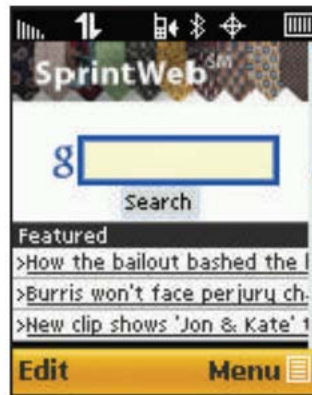 SprintWeb SM
g
Search
Featured
>How the bailout bashed the
>Burris won't face perjury ch
>New clip shows 'Jon & Kate'
Edit Menu